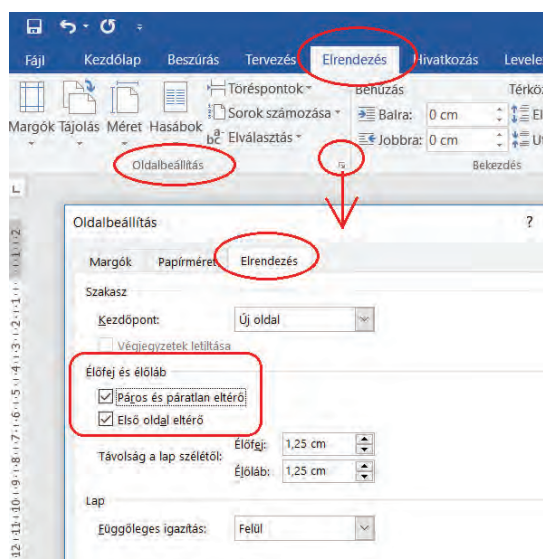 Fájl Kezdőlap Beszúrás Tervezés Elrendezés Hivatkozás Levele
Töréspontok Behúzás Térköz
Sorok számozása Balra: 0 cm El
Margók Tájolás Méret Hasábok Elválasztás Jobbra: 0 cm Ut
Oldalbeállítás Bekezdés
L
Oldalbeállítás ?
Margók Papírméret Elrendezés
Szakasz
Kezdőpont: Új oldal
Végjegyzetek letiltása
Élőfej és élőláb
Páros és páratlan eltérő
Első oldal eltérő
Távolság a lap szélétől:
Élőfej: 1,25 cm
Élőláb: 1,25 cm
Lap
Függőleges igazítás: Felül